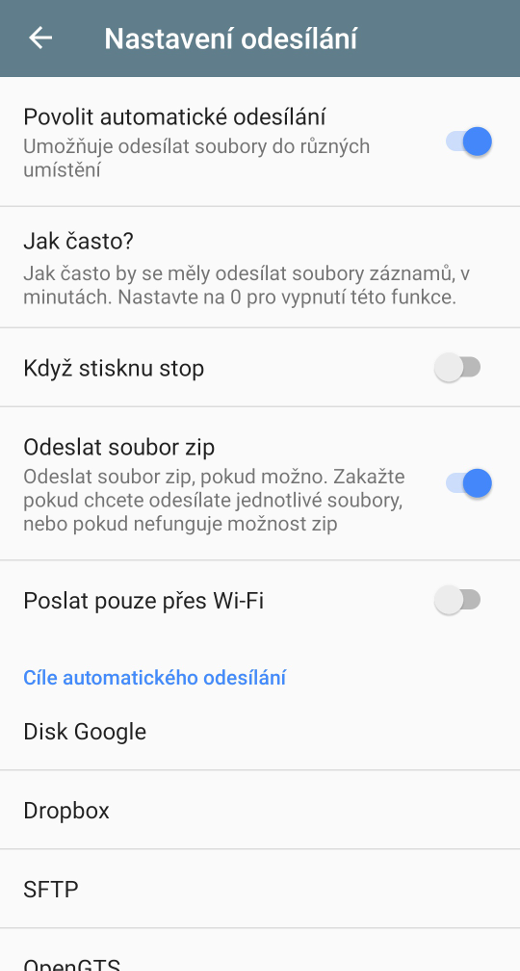 Nastavení odesílání
Povolit automatické odesílání
Umožňuje odesílat soubory do různých
umístění
Jak často?
Jak často by se měly odesílat soubory záznamů, v
minutách. Nastavte na 0 pro vypnutí této funkce.
Když stisknu stop
Odeslat soubor zip
Odeslat soubor zip, pokud možno. Zakažte
pokud chcete odesílate jednotlivé soubory,
nebo pokud nefunguje možnost zip
Poslat pouze přes Wi-Fi
Cíle automatického odesílání
Disk Google
Dropbox
SFTP
OpenGTS